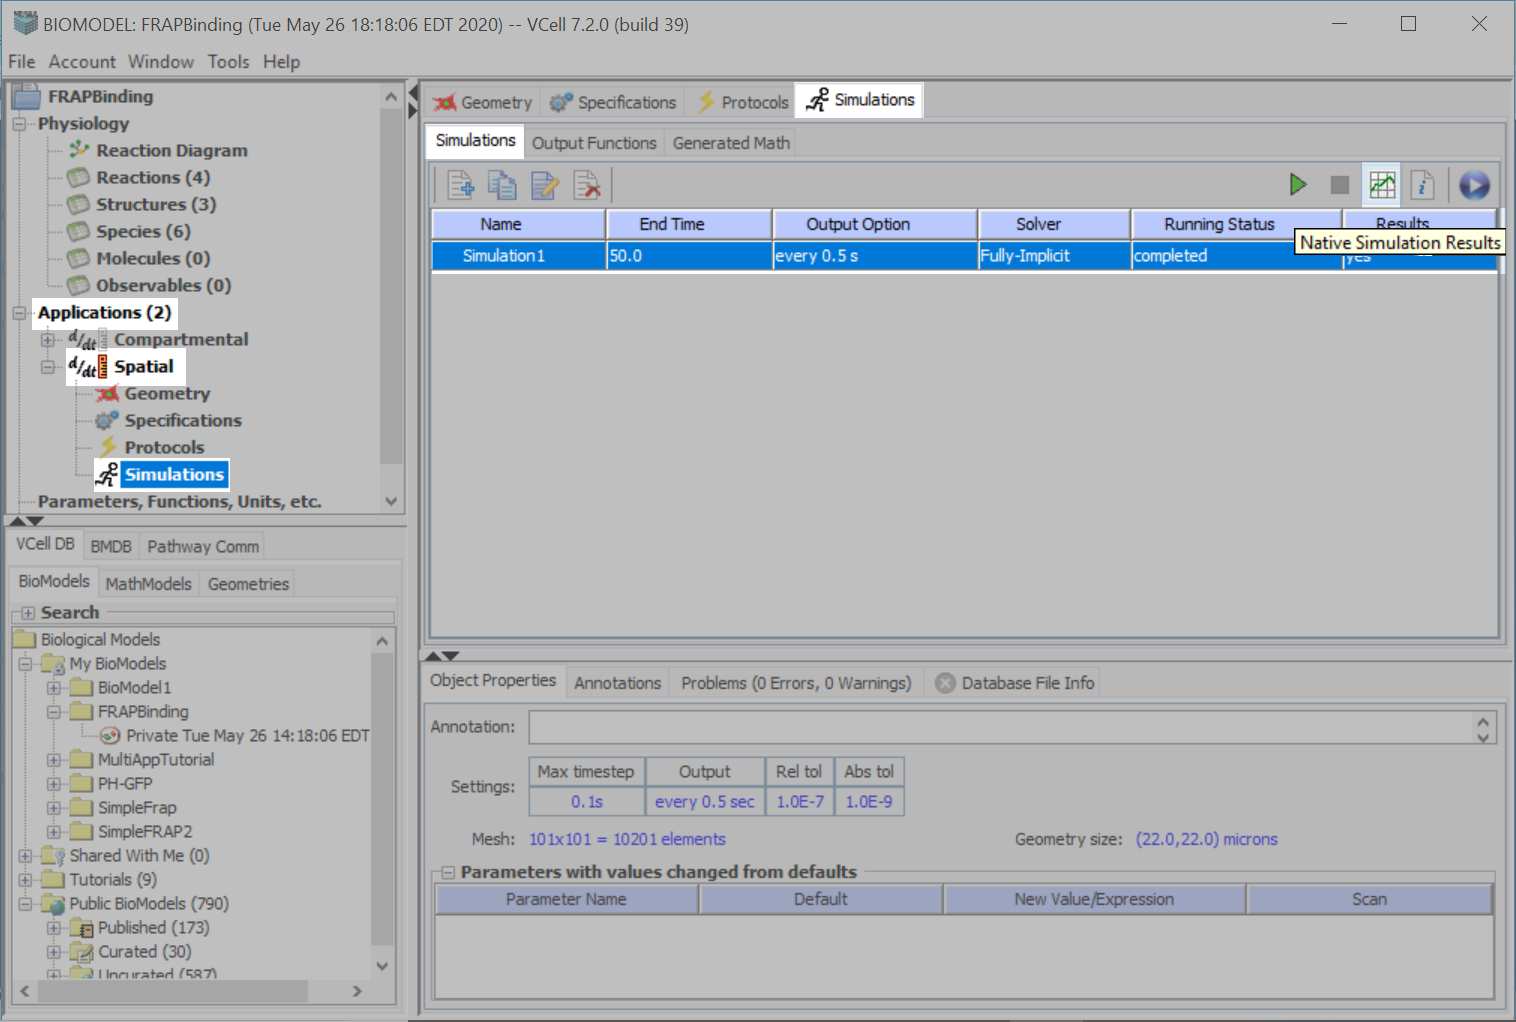 BIOMODEL: FRAPBinding (Tue May 26 18:18:06 EDT 2020) -- VCell 7.2.0 (build 39)
File Account Window Tools Help
FRAPBinding
Physiology
Reaction Diagram
Reactions (4)
Structures (3)
Species (6)
Molecules (0)
Observables (0)
Applications (2)
d/dt Compartmental
d/dt Spatial
Geometry
Specifications
Protocols
Simulations
Parameters, Functions, Units, etc.
VCell DB BMDB Pathway Comm
BioModels MathModels Geometries
Search
Biological Models
My BioModels
BioModel1
FRAPBinding
Private Tue May 26 14:18:06 EDT
MultiAppTutorial
PH-GFP
SimpleFrap
SimpleFRAP2
Shared With Me (0)
Tutorials (9)
Public BioModels (790)
Published (173)
Curated (30)
Uncurated (587)
Geometry Specifications Protocols Simulations
Simulations Output Functions Generated Math
Name End Time Output Option Solver Running Status Results
Native Simulation Results
Simulation1 50.0 every 0.5 s Fully-Implicit completed yes
Object Properties Annotations Problems (0 Errors, 0 Warnings) Database File Info
Annotation:
Settings:
Max timestep Output Rel tol Abs tol
0.1s every 0.5 sec 1.0E-7 1.0E-9
Mesh: 101x101 = 10201 elements Geometry size: (22.0,22.0) microns
Parameters with values changed from defaults
Parameter Name Default New Value/Expression Scan